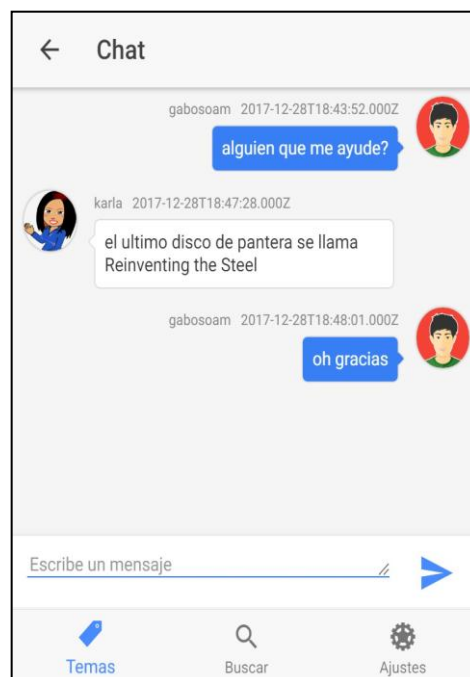 Chat
gabosoam 2017-12-28T18:43:52.000Z
alguien que me ayude?
karla 2017-12-28T18:47:28.000Z
el ultimo disco de pantera se llama
Reinventing the Steel
gabosoam 2017-12-28T18:48:01.000Z
oh gracias
Escribe un mensaje
Temas Buscar Ajustes